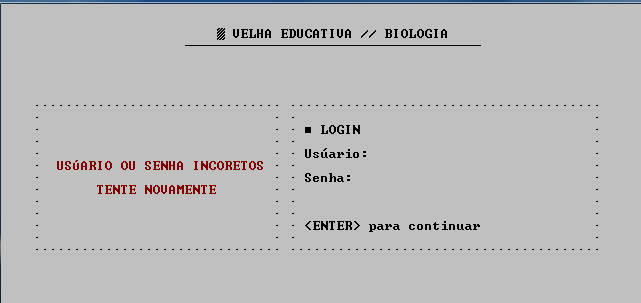 VELHA EDUCATIVA // BIOLOGIA
USúARIO OU SENHA INCORETOS
TENTE NOVAMENTE
■ LOGIN
Usúario:
Senha:
<ENTER> para continuar